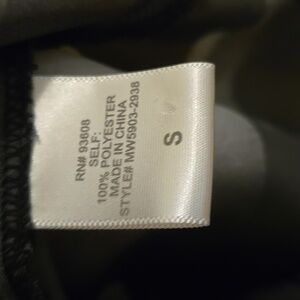 RN# 93608
SELF:
100% POLYESTER
MADE IN CHINA
STYLE# MW5903-2938
S